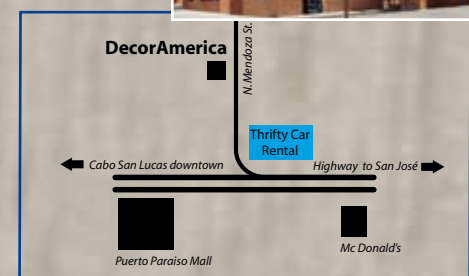 N. Mendoza St.
DecorAmerica
Thrifty Car
Rental
Cabo San Lucas downtown
Highway to San José
Puerto Paraiso Mall
Mc Donald's